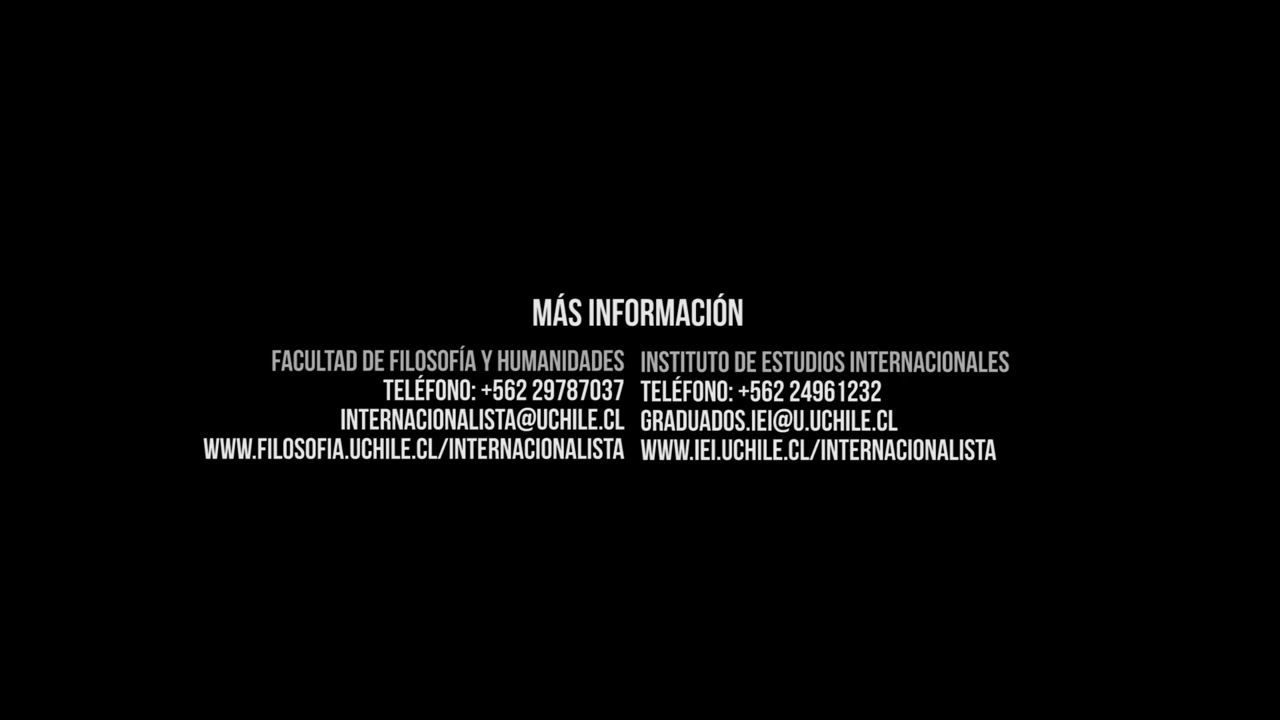 MÁS INFORMACIÓN
FACULTAD DE FILOSOFÍA Y HUMANIDADES
TELÉFONO: +562 29787037
INTERNACIONALISTA@UCHILE.CL
WWW.FILOSOFIA.UCHILE.CL/INTERNACIONALISTA
INSTITUTO DE ESTUDIOS INTERNACIONALES
TELÉFONO: +562 24961232
GRADUADOS.IEI@U.UCHILE.CL
WWW.IEI.UCHILE.CL/INTERNACIONALISTA